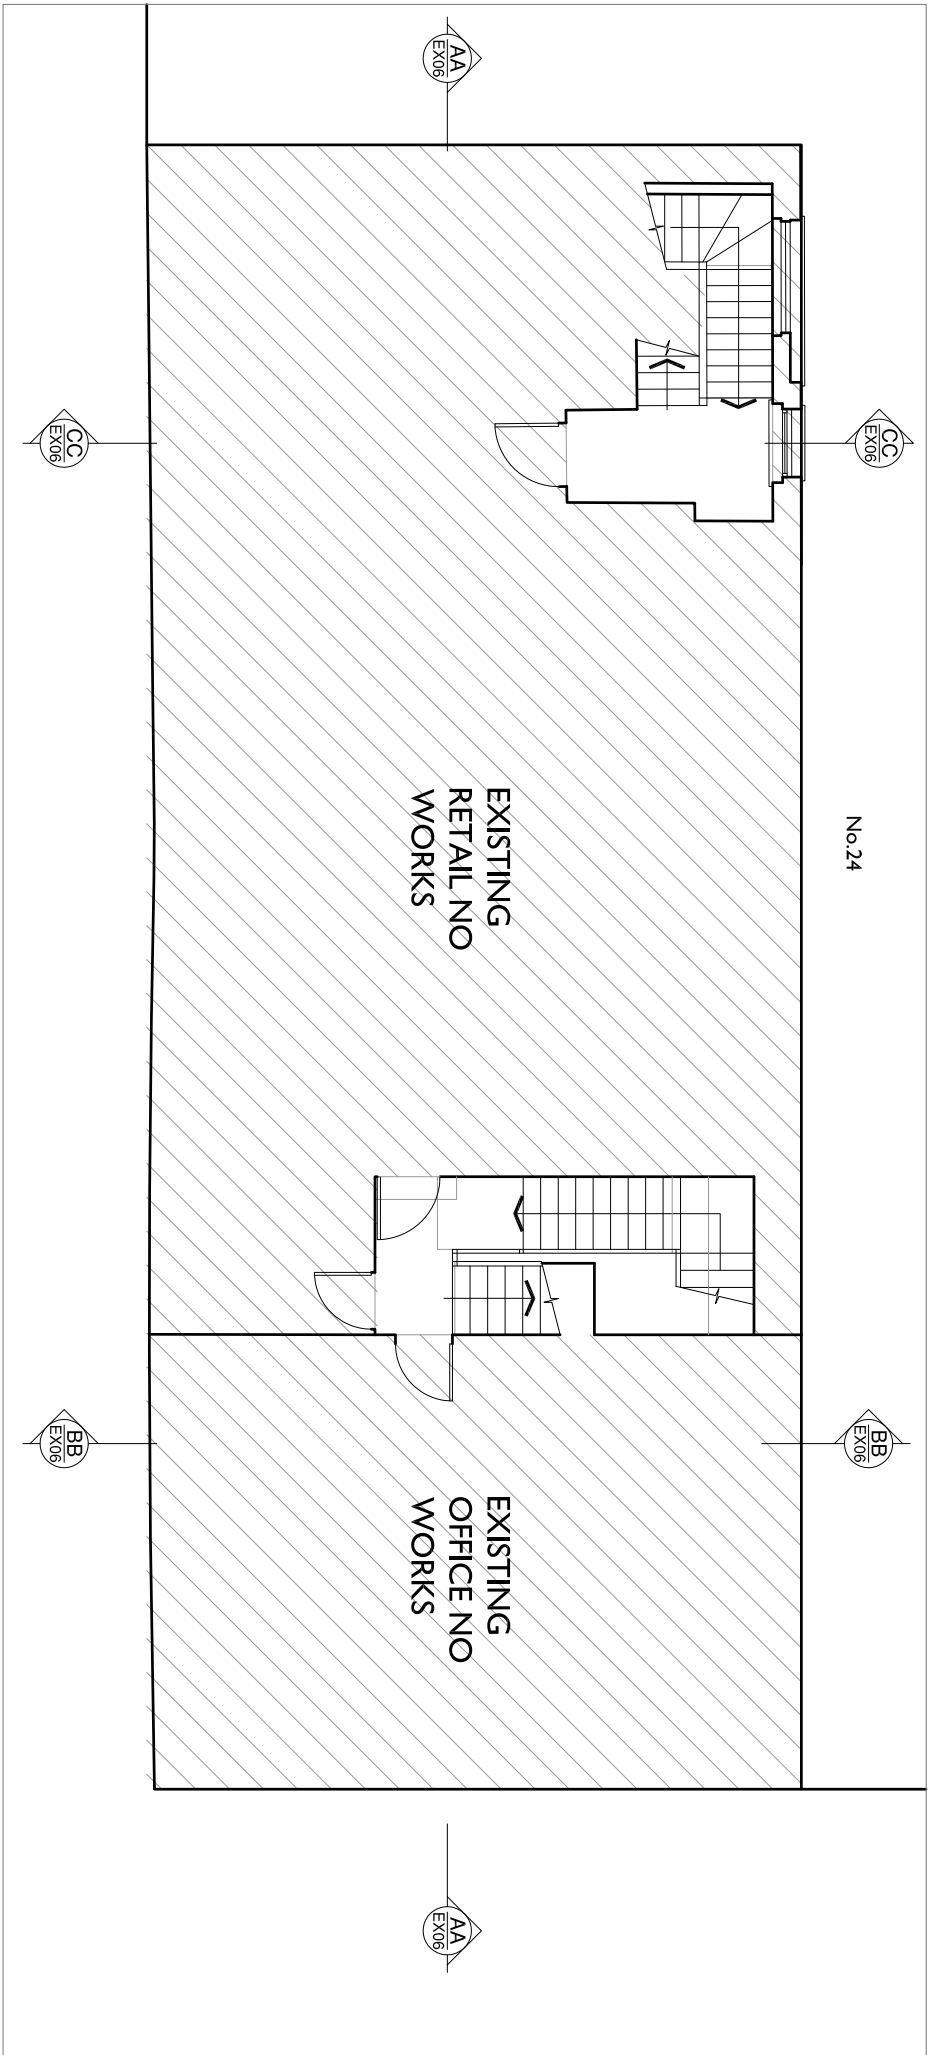 No.24
CC
EX06
CC
EX06
BB
EX06
BB
EX06
AA
EX06
AA
EX06
EXISTING
RETAIL NO
WORKS
EXISTING
OFFICE NO
WORKS